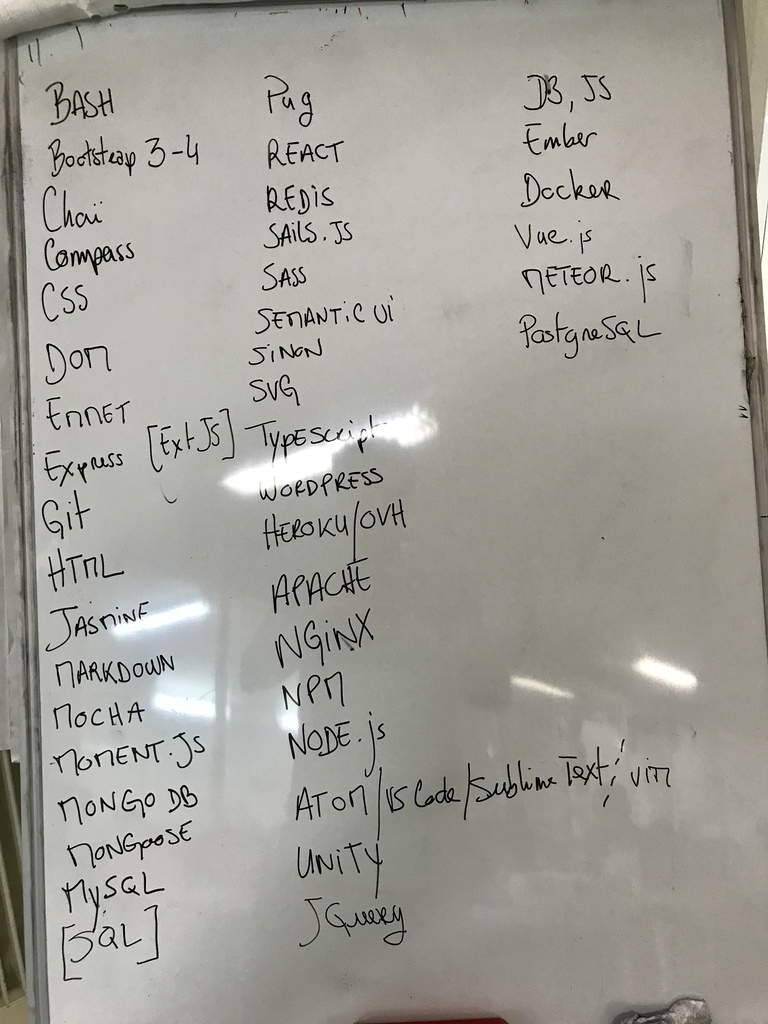 BASH
Bootstrap 3-4
Chaï
Compass
CSS
DOM
EMMET
Express [Ext JS]
Git
HTML
JASMINE
MARKDOWN
MOCHA
MOMENT.JS
MONGO DB
MONGOOSE
MySQL
[SQL]
Pug
REACT
REDIS
SAILS.JS
SASS
SEMANTIC UI
SINON
SVG
TYPESCRIPT
WORDPRESS
HEROKU/OVH
APACHE
NGINX
NPM
NODE.js
ATOM/VS Code/Sublime Text/vim
UNITY
JQuery
D3,JS
Ember
Docker
Vue.js
METEOR.js
PostgreSQL